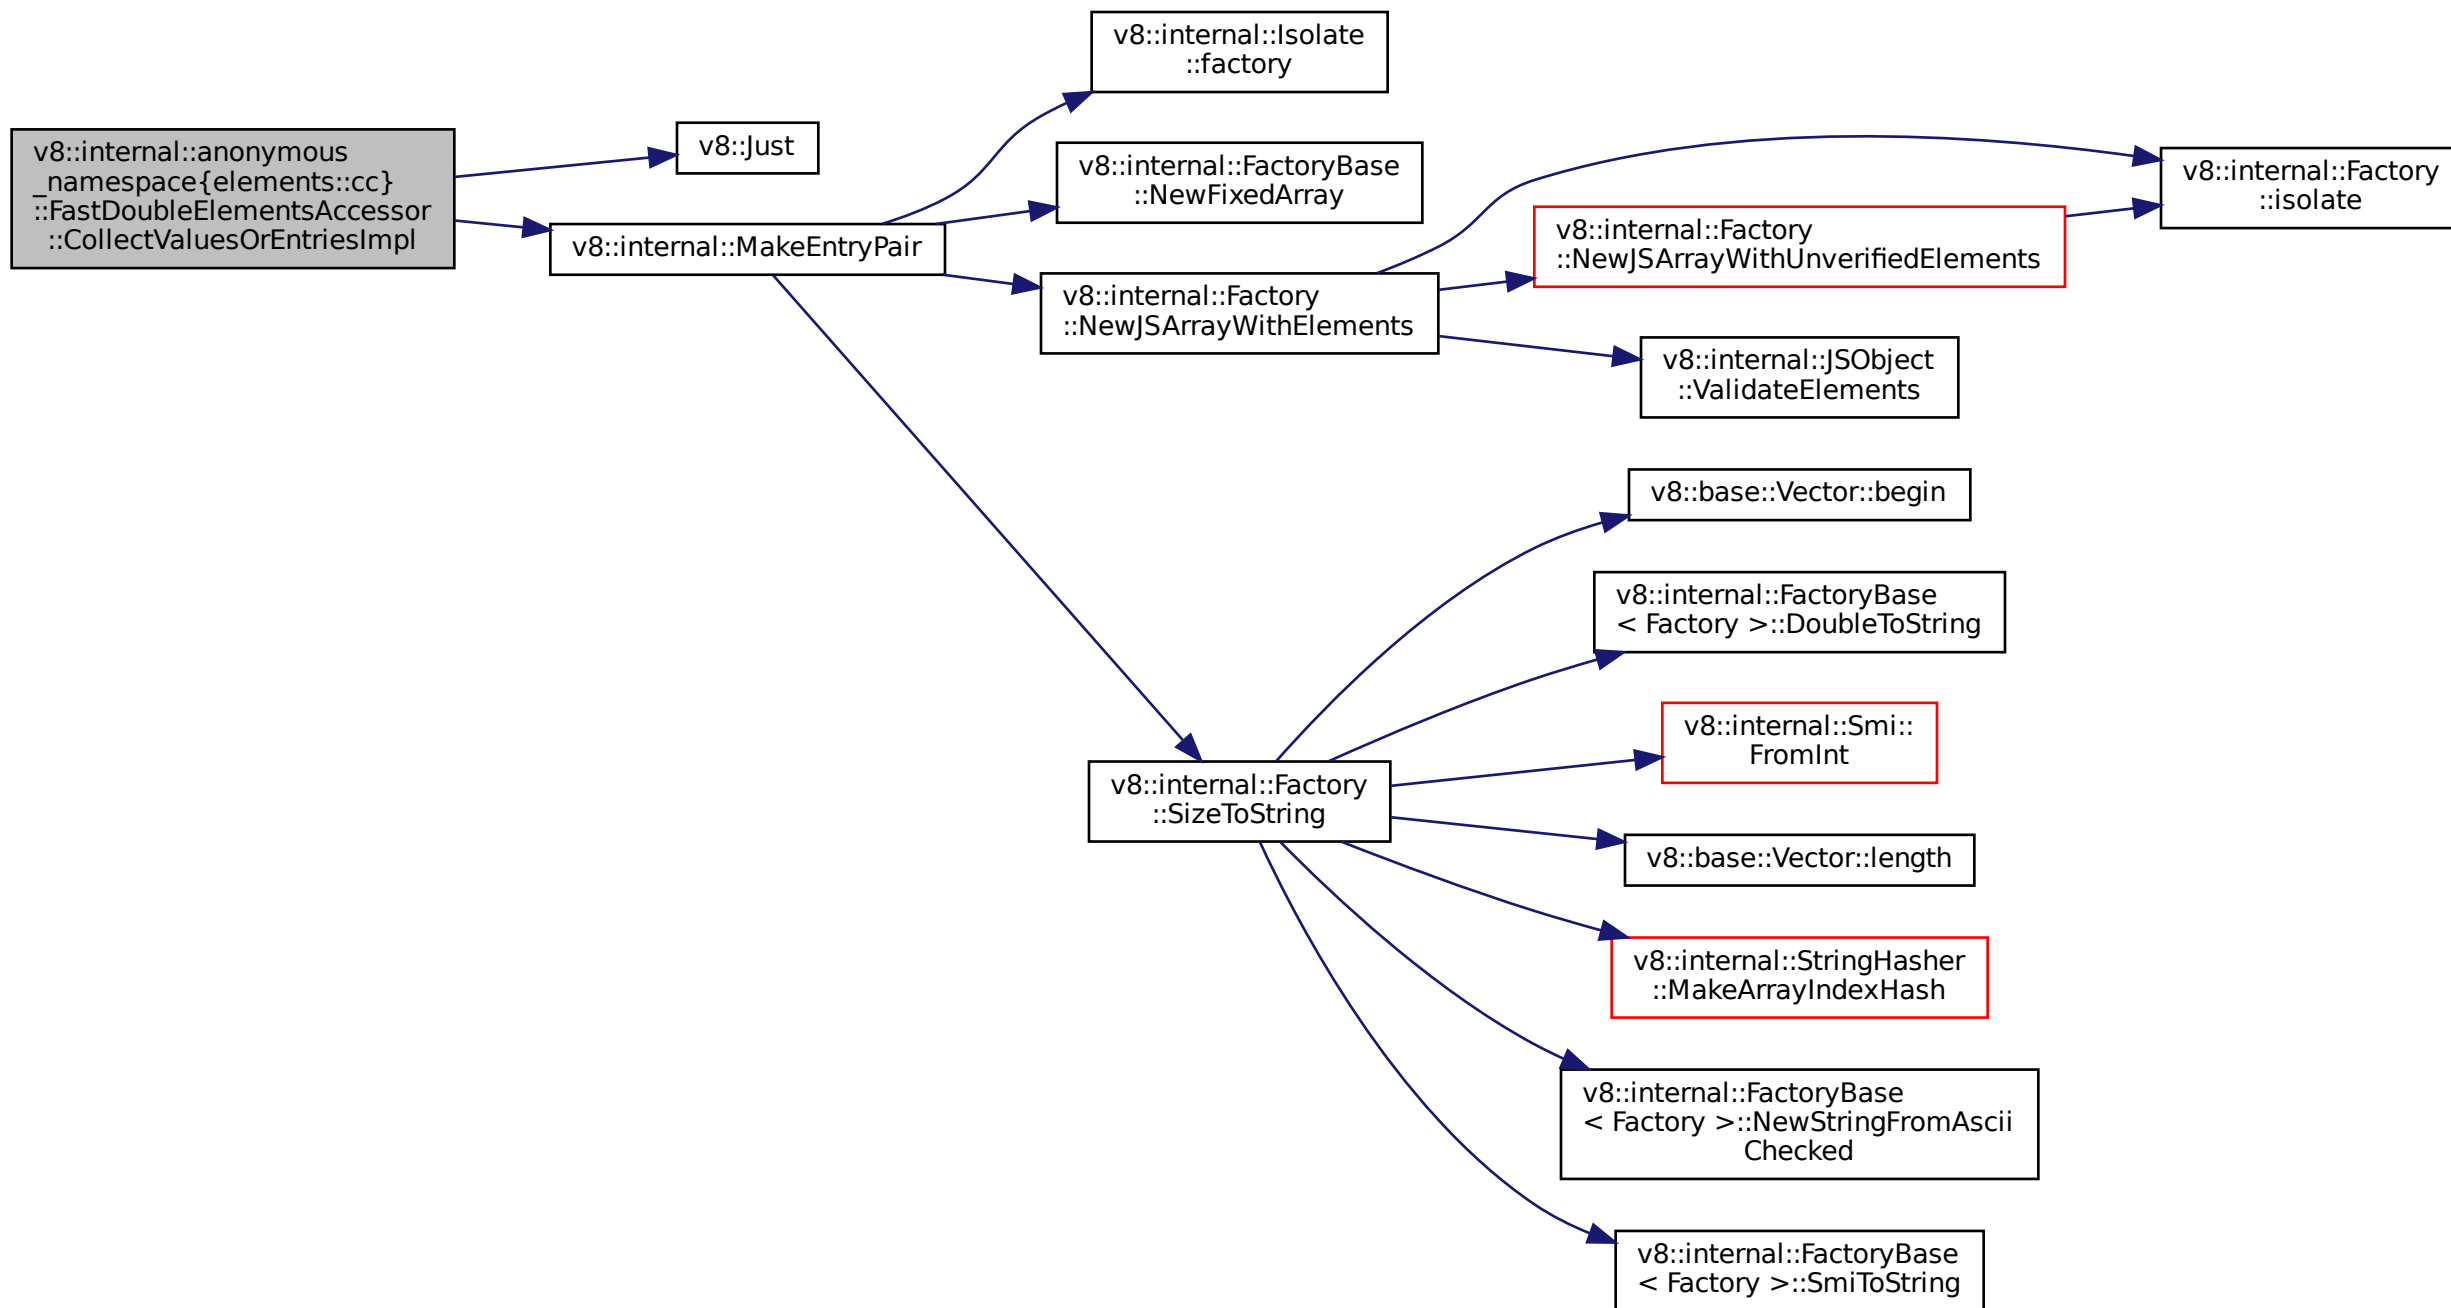 v8::internal::anonymous
_namespace{elements::cc}
::FastDoubleElementsAccessor
::CollectValuesOrEntriesImpl
v8::Just
v8::internal::MakeEntryPair
v8::internal::Isolate
::factory
v8::internal::FactoryBase
::NewFixedArray
v8::internal::Factory
::NewJSArrayWithElements
v8::internal::Factory
::NewJSArrayWithUnverifiedElements
v8::internal::Factory
::isolate
v8::internal::JSObject
::ValidateElements
v8::internal::Factory
::SizeToString
v8::base::Vector::begin
v8::internal::FactoryBase
< Factory >::DoubleToString
v8::internal::Smi::
FromInt
v8::base::Vector::length
v8::internal::StringHasher
::MakeArrayIndexHash
v8::internal::FactoryBase
< Factory >::NewStringFromAscii
Checked
v8::internal::FactoryBase
< Factory >::SmiToString